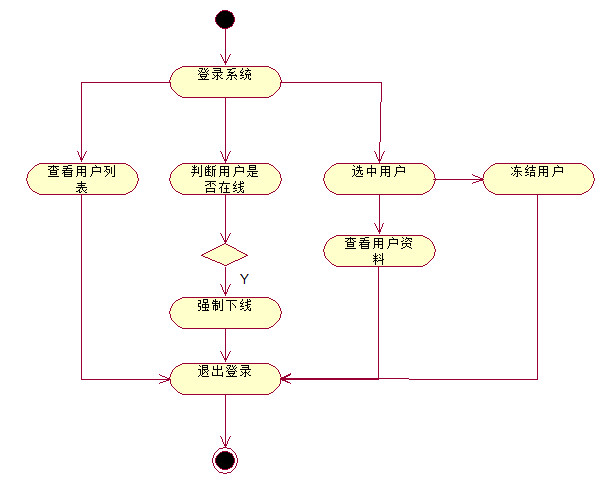 登录系统
查看用户列
表
判断用户是
否在线
选中用户
冻结用户
查看用户资
料
Y
强制下线
退出登录